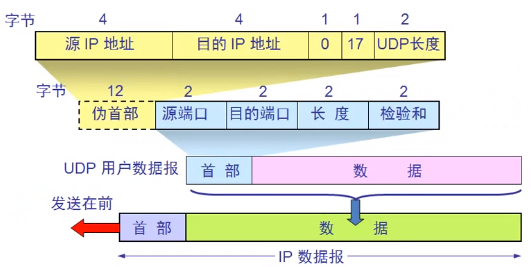 字节 4 4 1 1 2
源 IP 地址 目的 IP 地址 0 17 UDP长度
字节 12 2 2 2 2
伪首部 源端口 目的端口 长 度 检验和
UDP 用户数据报 首 部 数 据
发送在前
首 部 数 据
IP 数据报